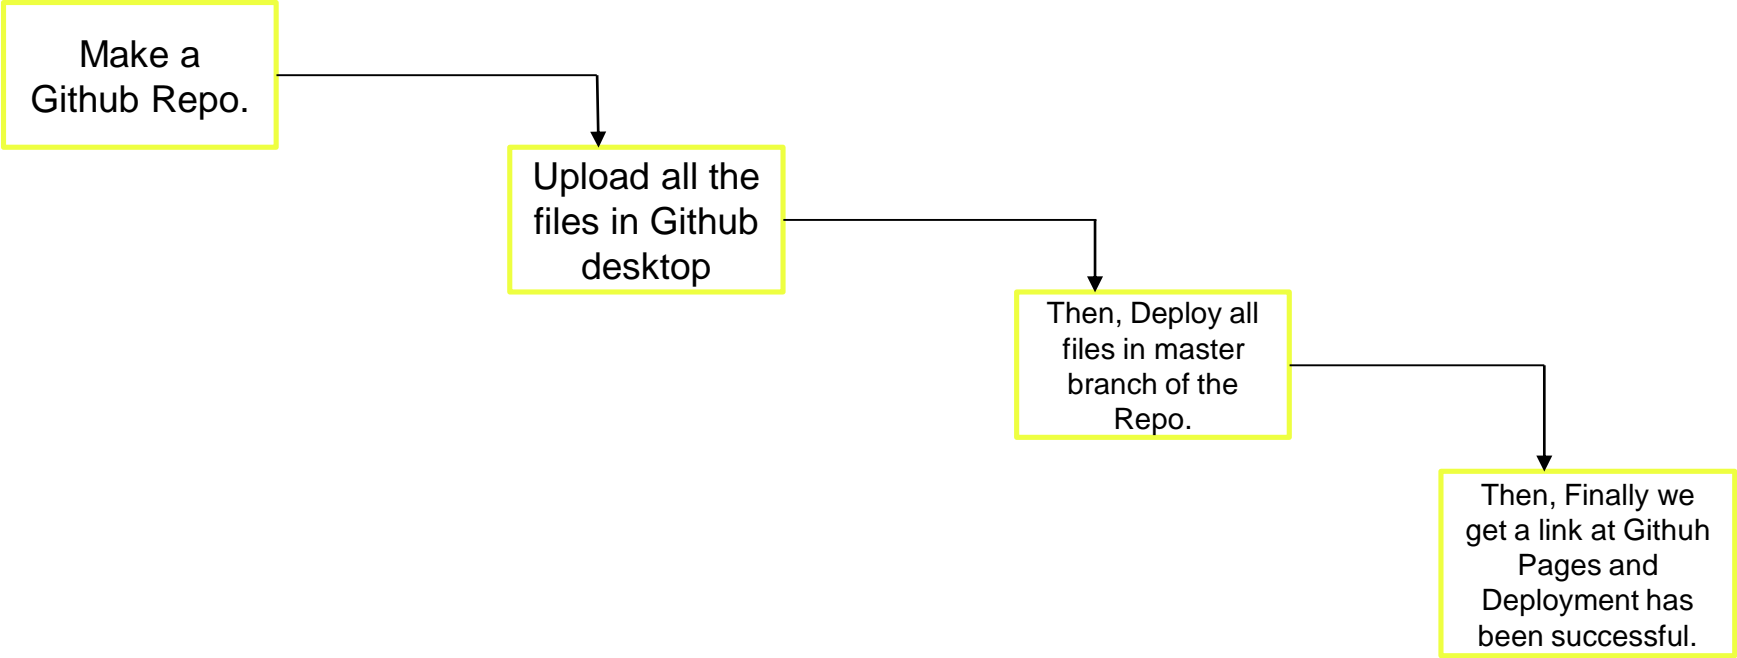 Make a
Github Repo.
Upload all the
files in Github
desktop
Then, Deploy all
files in master
branch of the
Repo.
Then, Finally we
get a link at Githuh
Pages and
Deployment has
been successful.